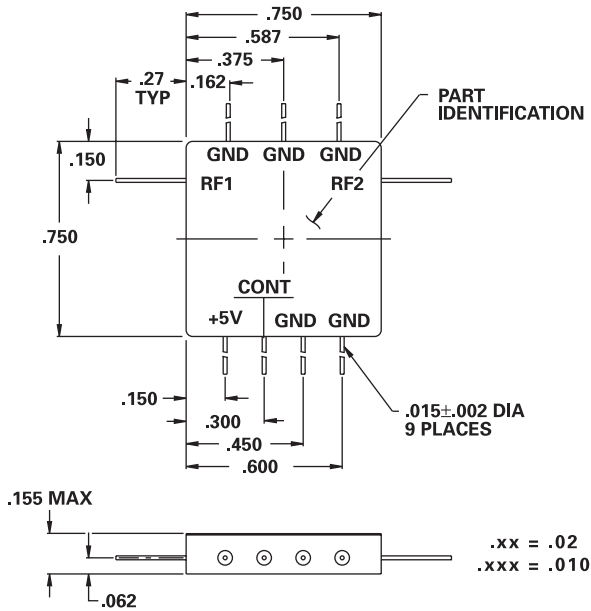 .750
.587
.375
.27
TYP
.162
PART
IDENTIFICATION
GND GND GND
.150
RF1 RF2
.750
CONT
+5V GND GND
.150
.300
.015±.002 DIA
9 PLACES
.450
.600
.155 MAX
.xx = .02
.xxx = .010
.062